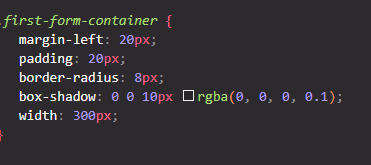 .first-form-container {
margin-left: 20px;
padding: 20px;
border-radius: 8px;
box-shadow: 0 0 10px rgba(0, 0, 0, 0.1);
width: 300px;
}